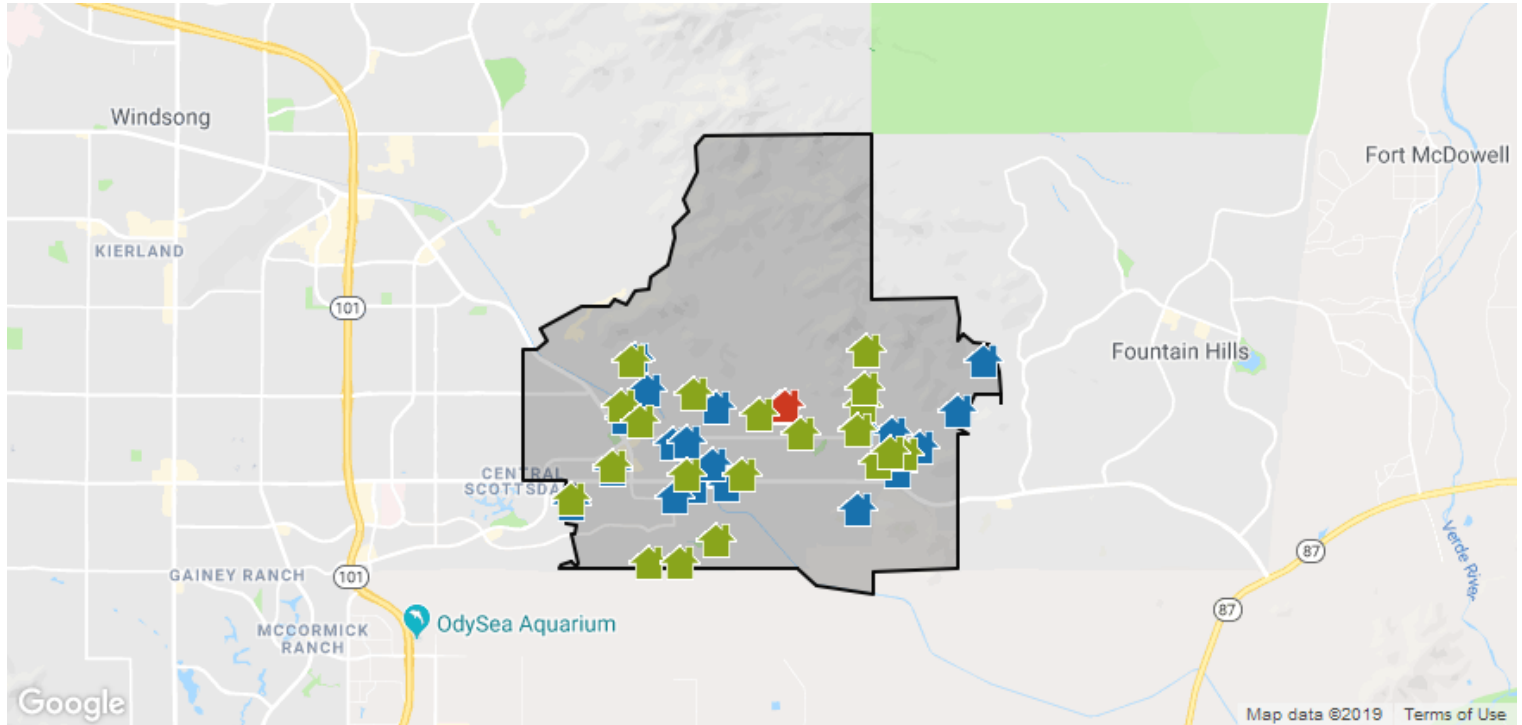 Windsong
Fort McDowell
KIERLAND
101
Fountain Hills
CENTRAL
SCOTTSDA
87
Verde River
GAINEY RANCH
101
87
MCCORMICK
RANCH
OdySea Aquarium
Google
Map data ©2019 Terms of Use